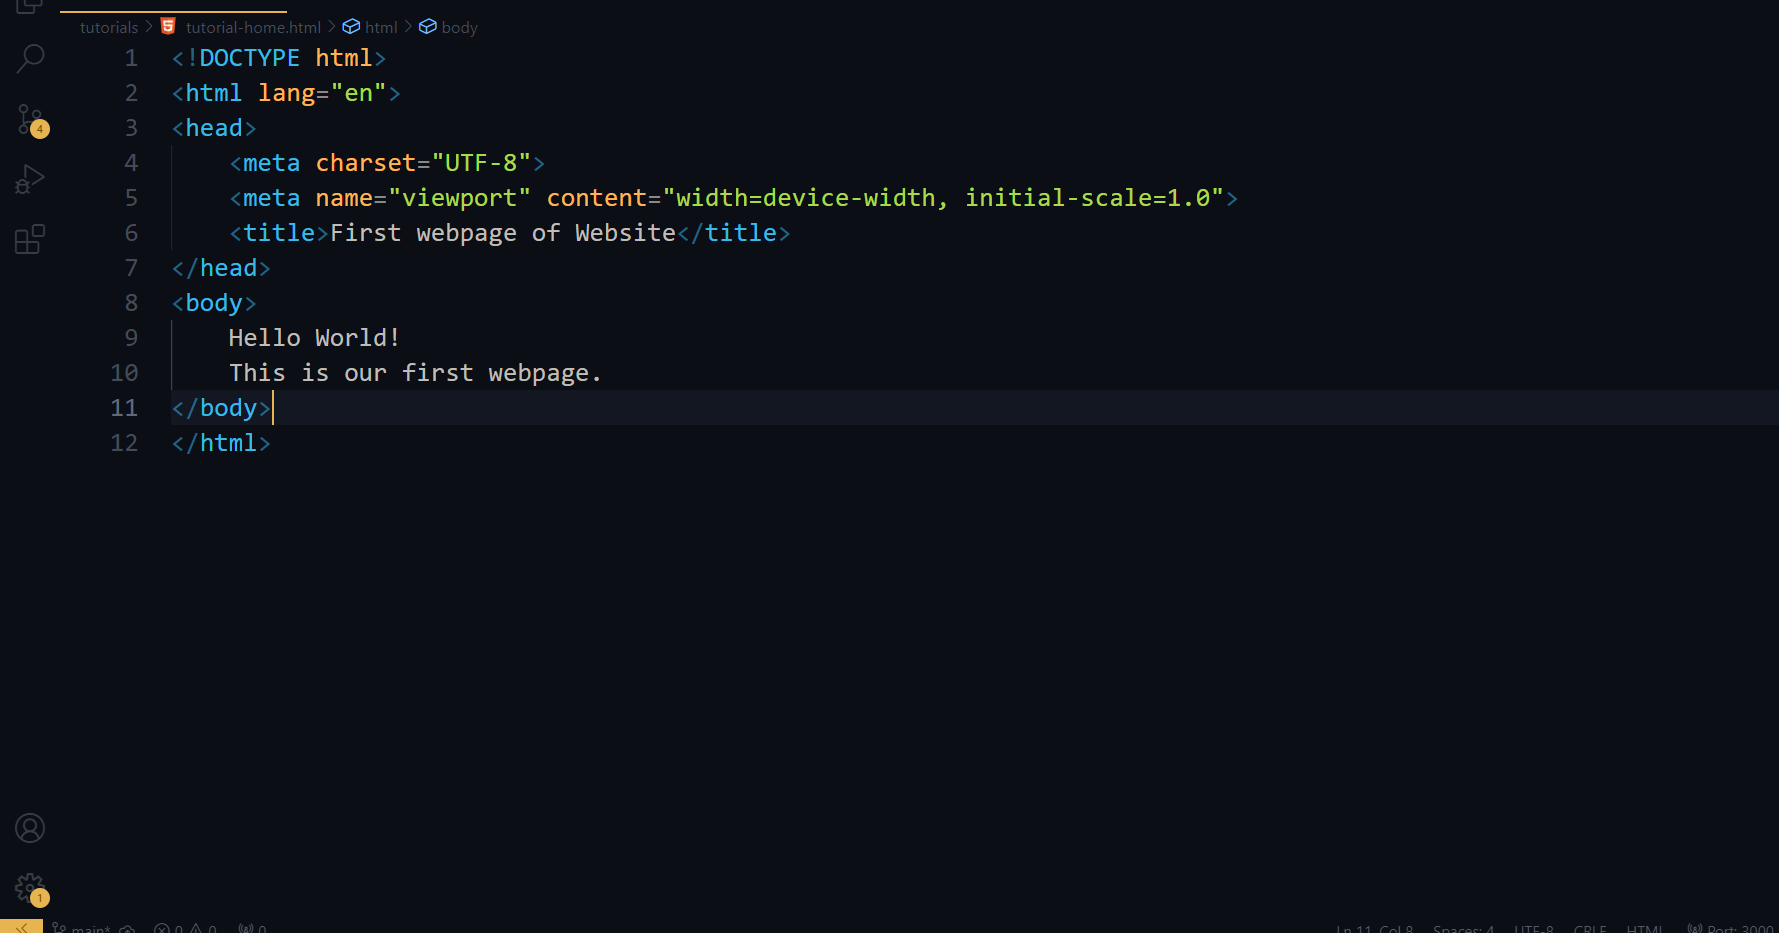 tutorials > tutorial-home.html > html > body
1 <!DOCTYPE html>
2 <html lang="en">
3 <head>
4     <meta charset="UTF-8">
5     <meta name="viewport" content="width=device-width, initial-scale=1.0">
6     <title>First webpage of Website</title>
7 </head>
8 <body>
9     Hello World!
10     This is our first webpage.
11 </body>
12 </html>
4
1
main* 0 0 0 Ln 11, Col 8 Spaces: 4 UTF-8 CRLF HTML Port: 3000